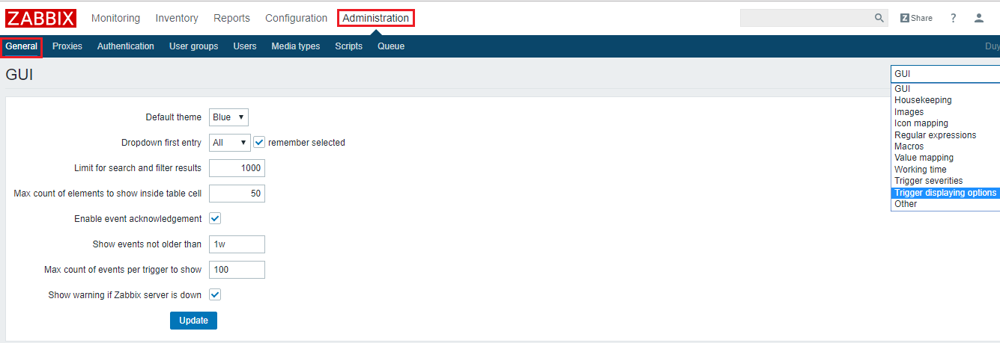 ZABBIX Monitoring Inventory Reports Configuration Administration Z Share ?
General Proxies Authentication User groups Users Media types Scripts Queue Duy
GUI
GUI
GUI
Housekeeping
Images
Icon mapping
Regular expressions
Macros
Value mapping
Working time
Trigger severities
Trigger displaying options
Other
Default theme Blue
Dropdown first entry All remember selected
Limit for search and filter results 1000
Max count of elements to show inside table cell 50
Enable event acknowledgement
Show events not older than 1w
Max count of events per trigger to show 100
Show warning if Zabbix server is down
Update